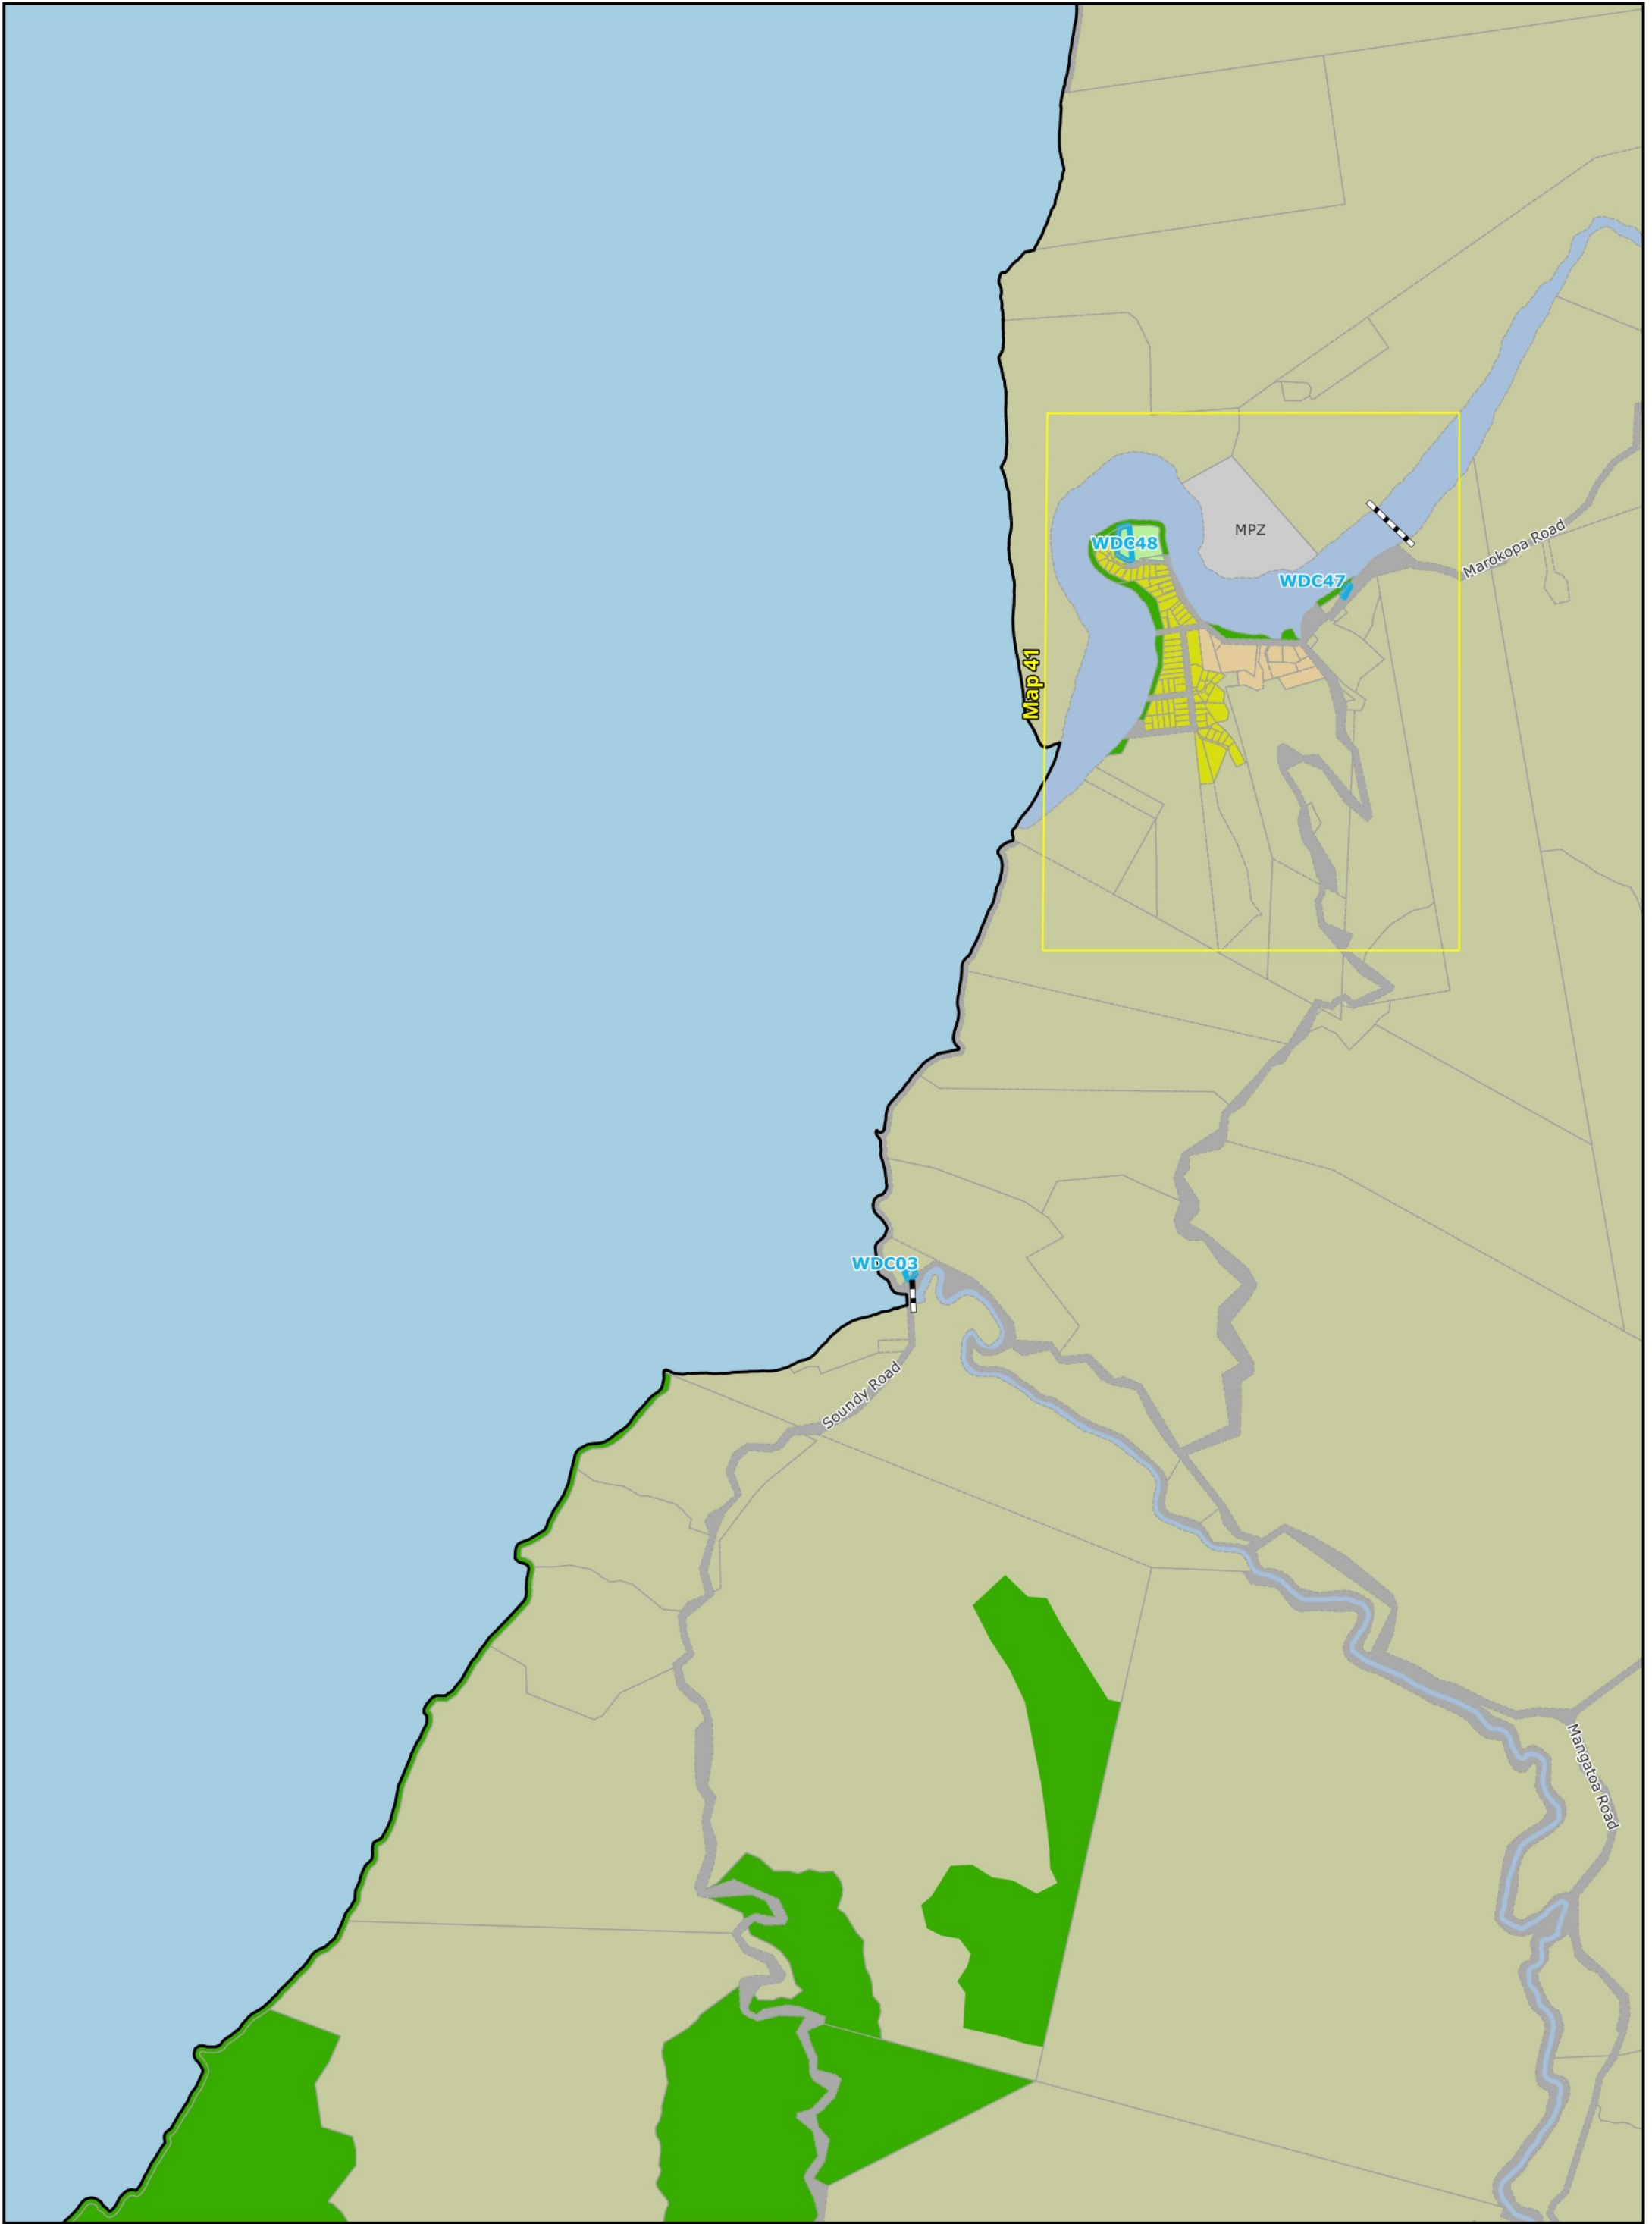 MPZ
Marokopa Road
WDC48
WDC47
Map 41
WDC03
Soundy Road
Mangatoa Road